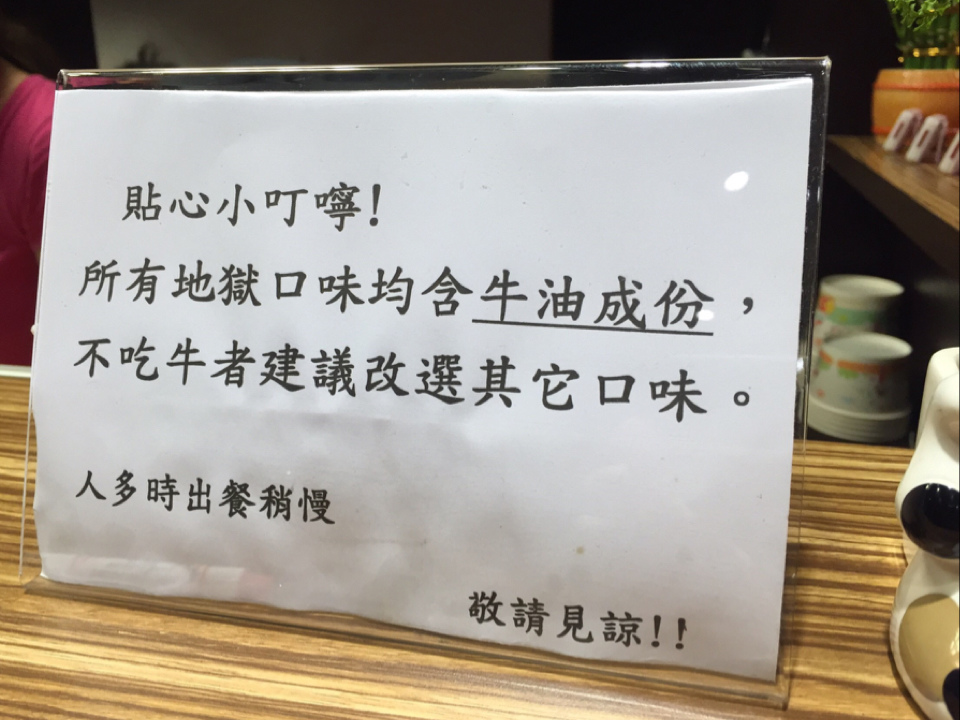 貼心小叮嚀!
所有地獄口味均含牛油成份，
不吃牛者建議改選其它口味。
人多時出餐稍慢
敬請見諒!!